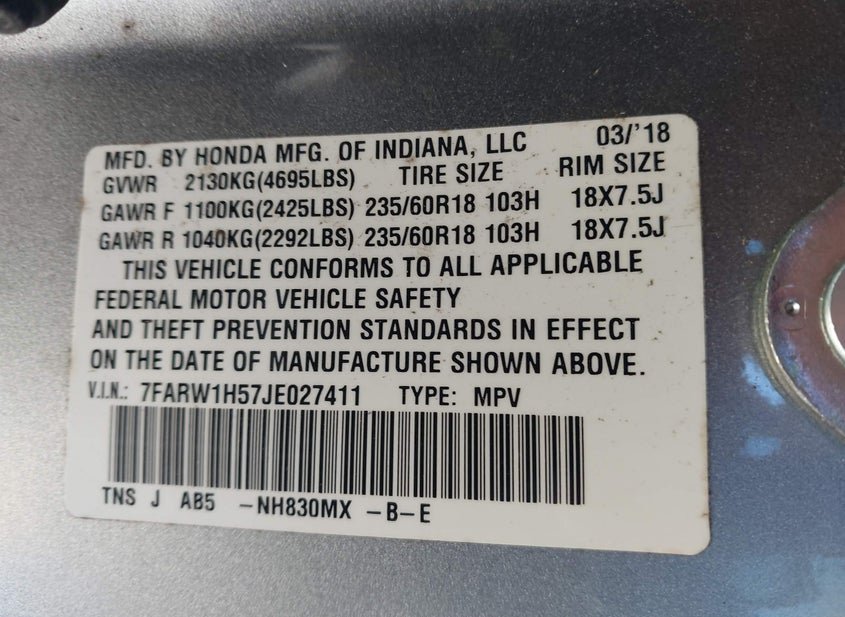 MFD. BY HONDA MFG. OF INDIANA, LLC 03/'18
GVWR 2130KG(4695LBS) TIRE SIZE RIM SIZE
GAWR F 1100KG(2425LBS) 235/60R18 103H 18X7.5J
GAWR R 1040KG(2292LBS) 235/60R18 103H 18X7.5J
THIS VEHICLE CONFORMS TO ALL APPLICABLE
FEDERAL MOTOR VEHICLE SAFETY
AND THEFT PREVENTION STANDARDS IN EFFECT
ON THE DATE OF MANUFACTURE SHOWN ABOVE.
V.I.N.: 7FARW1H57JE027411 TYPE: MPV
TNS J AB5 -NH830MX -B-E